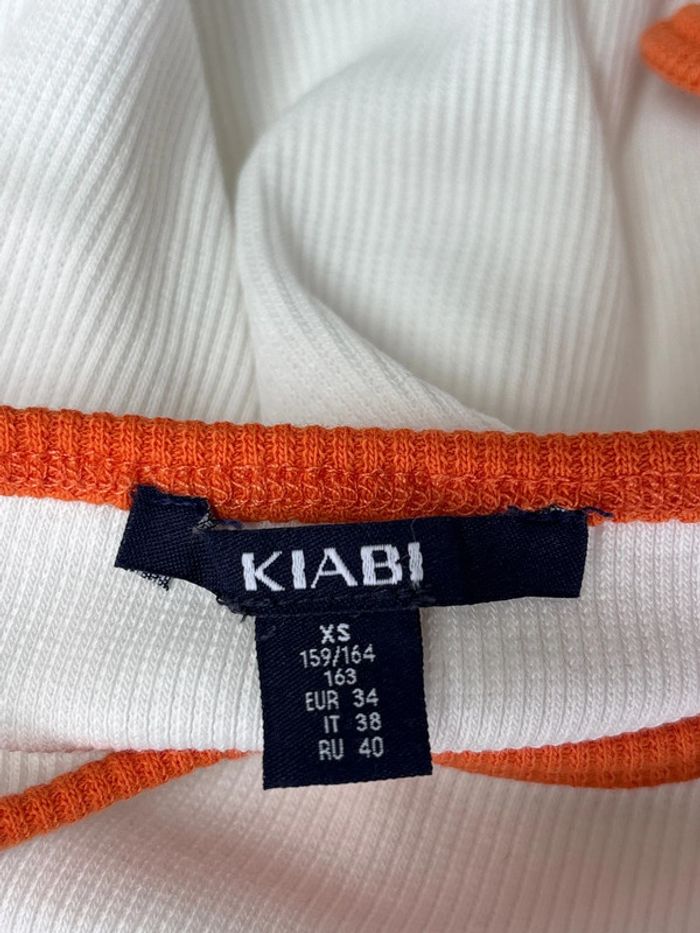 KIABI
XS
159/164
163
EUR 34
IT 38
RU 40